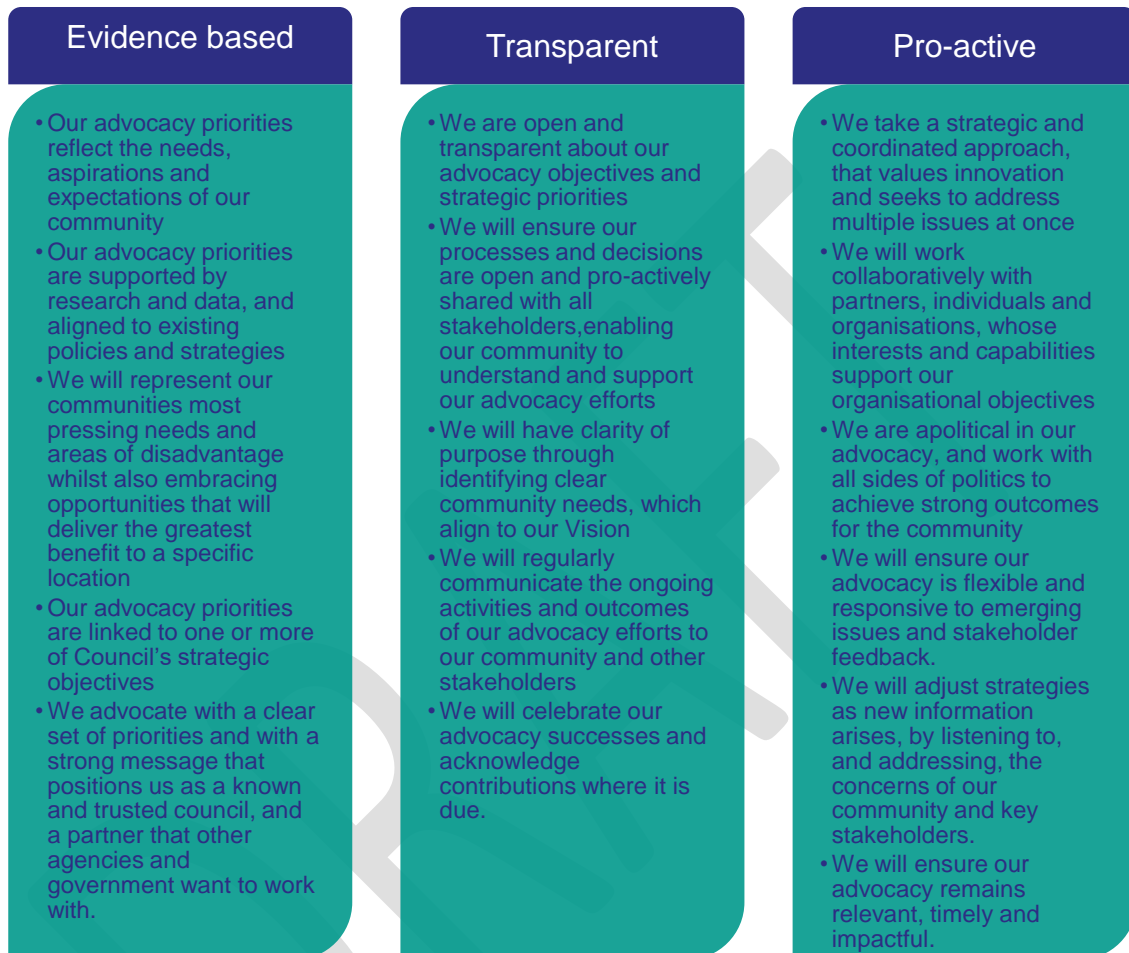 Evidence based
• Our advocacy priorities
reflect the needs,
aspirations and
expectations of our
community
• Our advocacy priorities
are supported by
research and data, and
aligned to existing
policies and strategies
• We will represent our
communities most
pressing needs and
areas of disadvantage
whilst also embracing
opportunities that will
deliver the greatest
benefit to a specific
location
• Our advocacy priorities
are linked to one or more
of Council’s strategic
objectives
• We advocate with a clear
set of priorities and with a
strong message that
positions us as a known
and trusted council, and
a partner that other
agencies and
government want to work
with.
Transparent
• We are open and
transparent about our
advocacy objectives and
strategic priorities
• We will ensure our
processes and decisions
are open and pro-actively
shared with all
stakeholders,enabling
our community to
understand and support
our advocacy efforts
• We will have clarity of
purpose through
identifying clear
community needs, which
align to our Vision
• We will regularly
communicate the ongoing
activities and outcomes
of our advocacy efforts to
our community and other
stakeholders
• We will celebrate our
advocacy successes and
acknowledge
contributions where it is
due.
Pro-active
• We take a strategic and
coordinated approach,
that values innovation
and seeks to address
multiple issues at once
• We will work
collaboratively with
partners, individuals and
organisations, whose
interests and capabilities
support our
organisational objectives
• We are apolitical in our
advocacy, and work with
all sides of politics to
achieve strong outcomes
for the community
• We will ensure our
advocacy is flexible and
responsive to emerging
issues and stakeholder
feedback.
• We will adjust strategies
as new information
arises, by listening to,
and addressing, the
concerns of our
community and key
stakeholders.
• We will ensure our
advocacy remains
relevant, timely and
impactful.
DRAFT